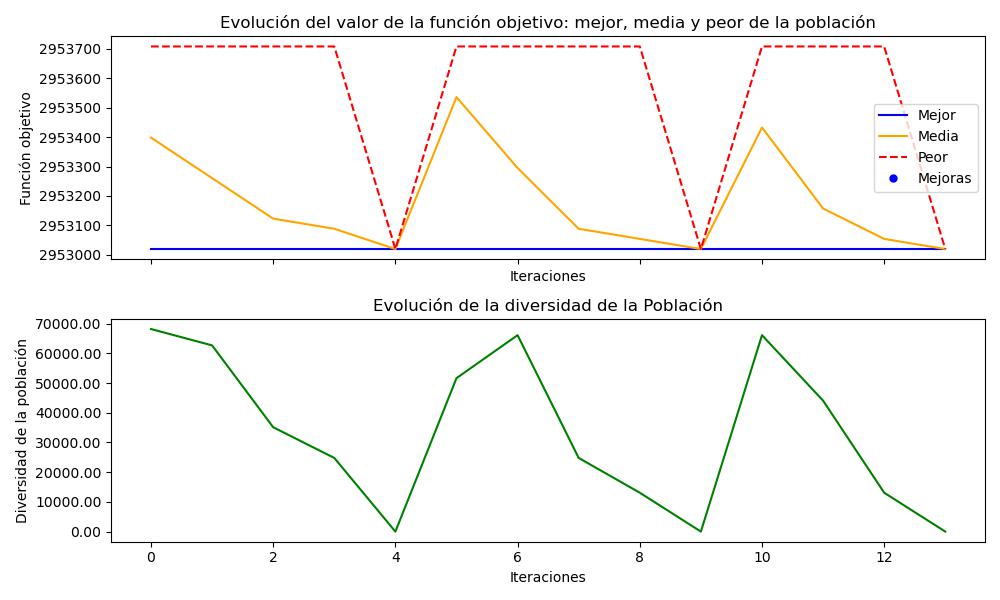 Evolución del valor de la función objetivo: mejor, media y peor de la población
Función objetivo
2953700
2953600
2953500
2953400
2953300
2953200
2953100
2953000
Mejor
Media
Peor
Mejoras
Iteraciones
Evolución de la diversidad de la Población
Diversidad de la población
70000.00
60000.00
50000.00
40000.00
30000.00
20000.00
10000.00
0.00
0 2 4 6 8 10 12
Iteraciones